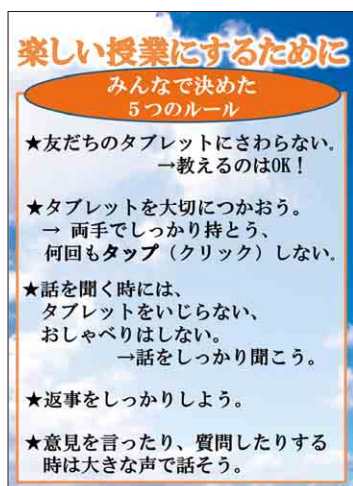 楽しい授業にするために
みんなで決めた
5つのルール
★友だちのタブレットにさわらない。
→教えるのはOK！
★タブレットを大切につかおう。
→ 両手でしっかり持とう、
何回もタップ（クリック）しない。
★話を聞く時には、
タブレットをいじらない、
おしゃべりはしない。
→話をしっかり聞こう。
★返事をしっかりしよう。
★意見を言ったり、質問したりする
時は大きな声で話そう。